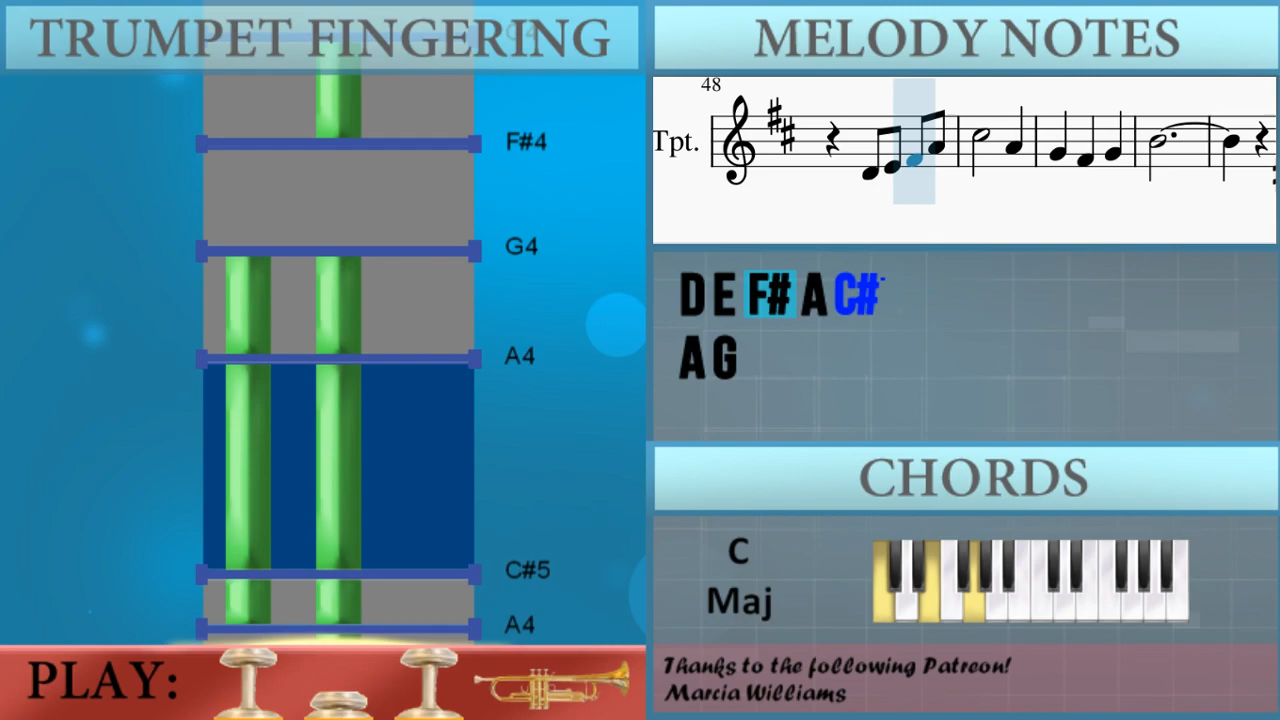 TRUMPET FINGERING
F#4
G4
A4
C#5
A4
PLAY:
MELODY NOTES
48
Tpt.
D E F# A C#-
A G
CHORDS
C
Maj
Thanks to the following Patreon!
Marcia Williams